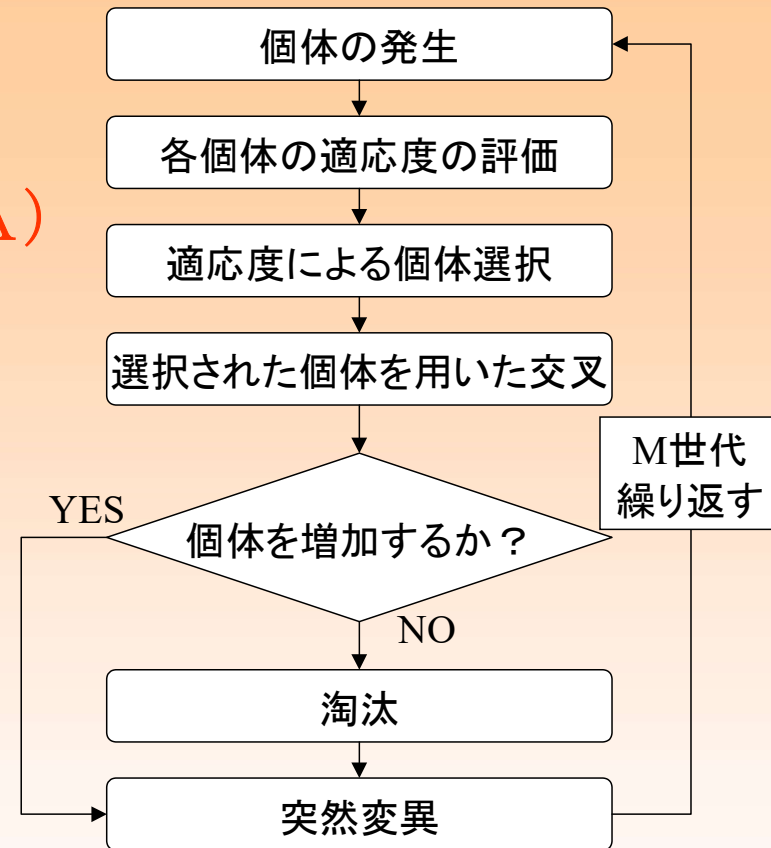 個体の発生
各個体の適応度の評価
A）
適応度による個体選択
選択された個体を用いた交叉
M世代
繰り返す
YES
個体を増加するか？
NO
淘汰
突然変異